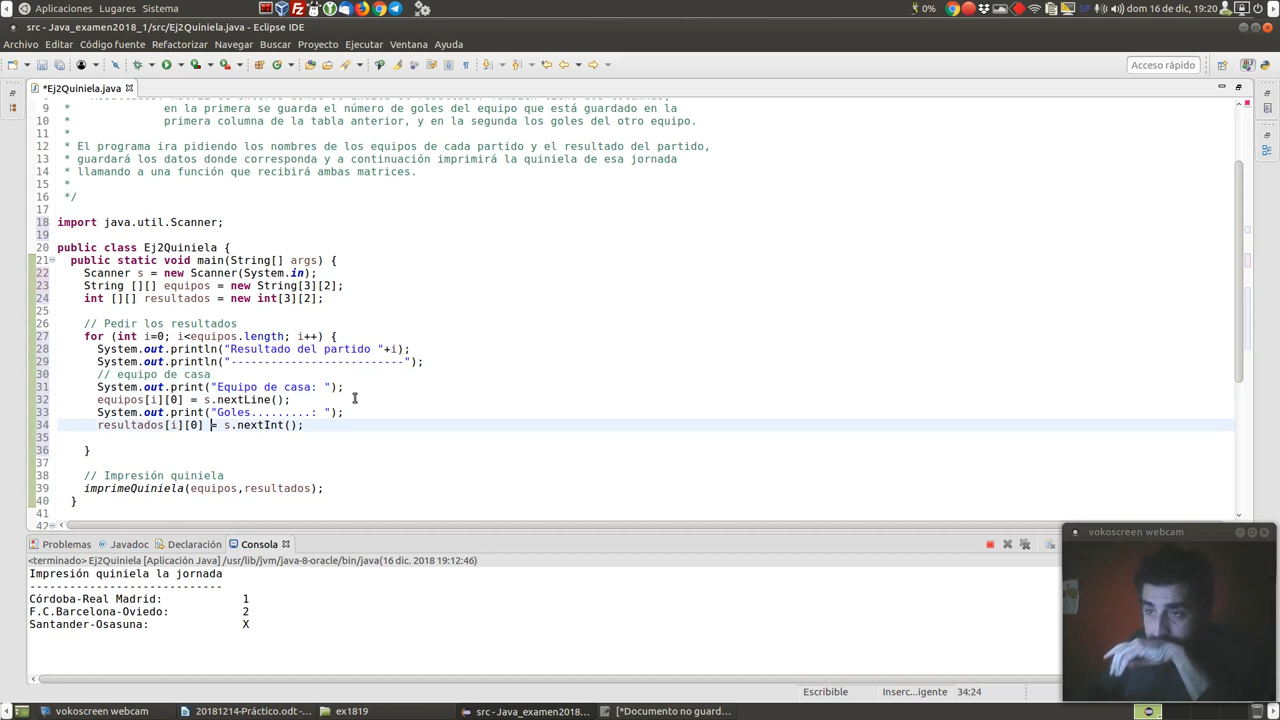 Aplicaciones Lugares Sistema
0% SP dom 16 de dic, 19:20
src - Java_examen2018_1/src/Ej2Quiniela.java - Eclipse IDE
Archivo Editar Código fuente Refactorizar Navegar Buscar Proyecto Ejecutar Ventana Ayuda
Acceso rápido
*Ej2Quiniela.java
9 * en la primera se guarda el número de goles del equipo que está guardado en la
10 * primera columna de la tabla anterior, y en la segunda los goles del otro equipo.
11 *
12 * El programa ira pidiendo los nombres de los equipos de cada partido y el resultado del partido,
13 * guardará los datos donde corresponda y a continuación imprimirá la quiniela de esa jornada
14 * llamando a una función que recibirá ambas matrices.
15 *
16 */
17
18 import java.util.Scanner;
19
20 public class Ej2Quiniela {
21 public static void main(String[] args) {
22 Scanner s = new Scanner(System.in);
23 String [][] equipos = new String[3][2];
24 int [][] resultados = new int[3][2];
25
26 // Pedir los resultados
27 for (int i=0; i<equipos.length; i++) {
28 System.out.println("Resultado del partido "+i);
29 System.out.println("--------------------------");
30 // equipo de casa
31 System.out.print("Equipo de casa: ");
32 equipos[i][0] = s.nextLine();
33 System.out.print("Goles.........: ");
34 resultados[i][0] = s.nextInt();
35
36 }
37
38 // Impresión quiniela
39 imprimeQuiniela(equipos,resultados);
40 }
41
42
Problemas Javadoc Declaración Consola
<terminado> Ej2Quiniela [Aplicación Java] /usr/lib/jvm/java-8-oracle/bin/java(16 dic. 2018 19:12:46)
Impresión quiniela la jornada
-----------------------------
Córdoba-Real Madrid: 1
F.C.Barcelona-Oviedo: 2
Santander-Osasuna: X
vokoscreen webcam
Escribible Inserc...igente 34:24
vokoscreen webcam 20181214-Práctico.odt -... ex1819 src - Java_examen2018... [*Documento no guard...